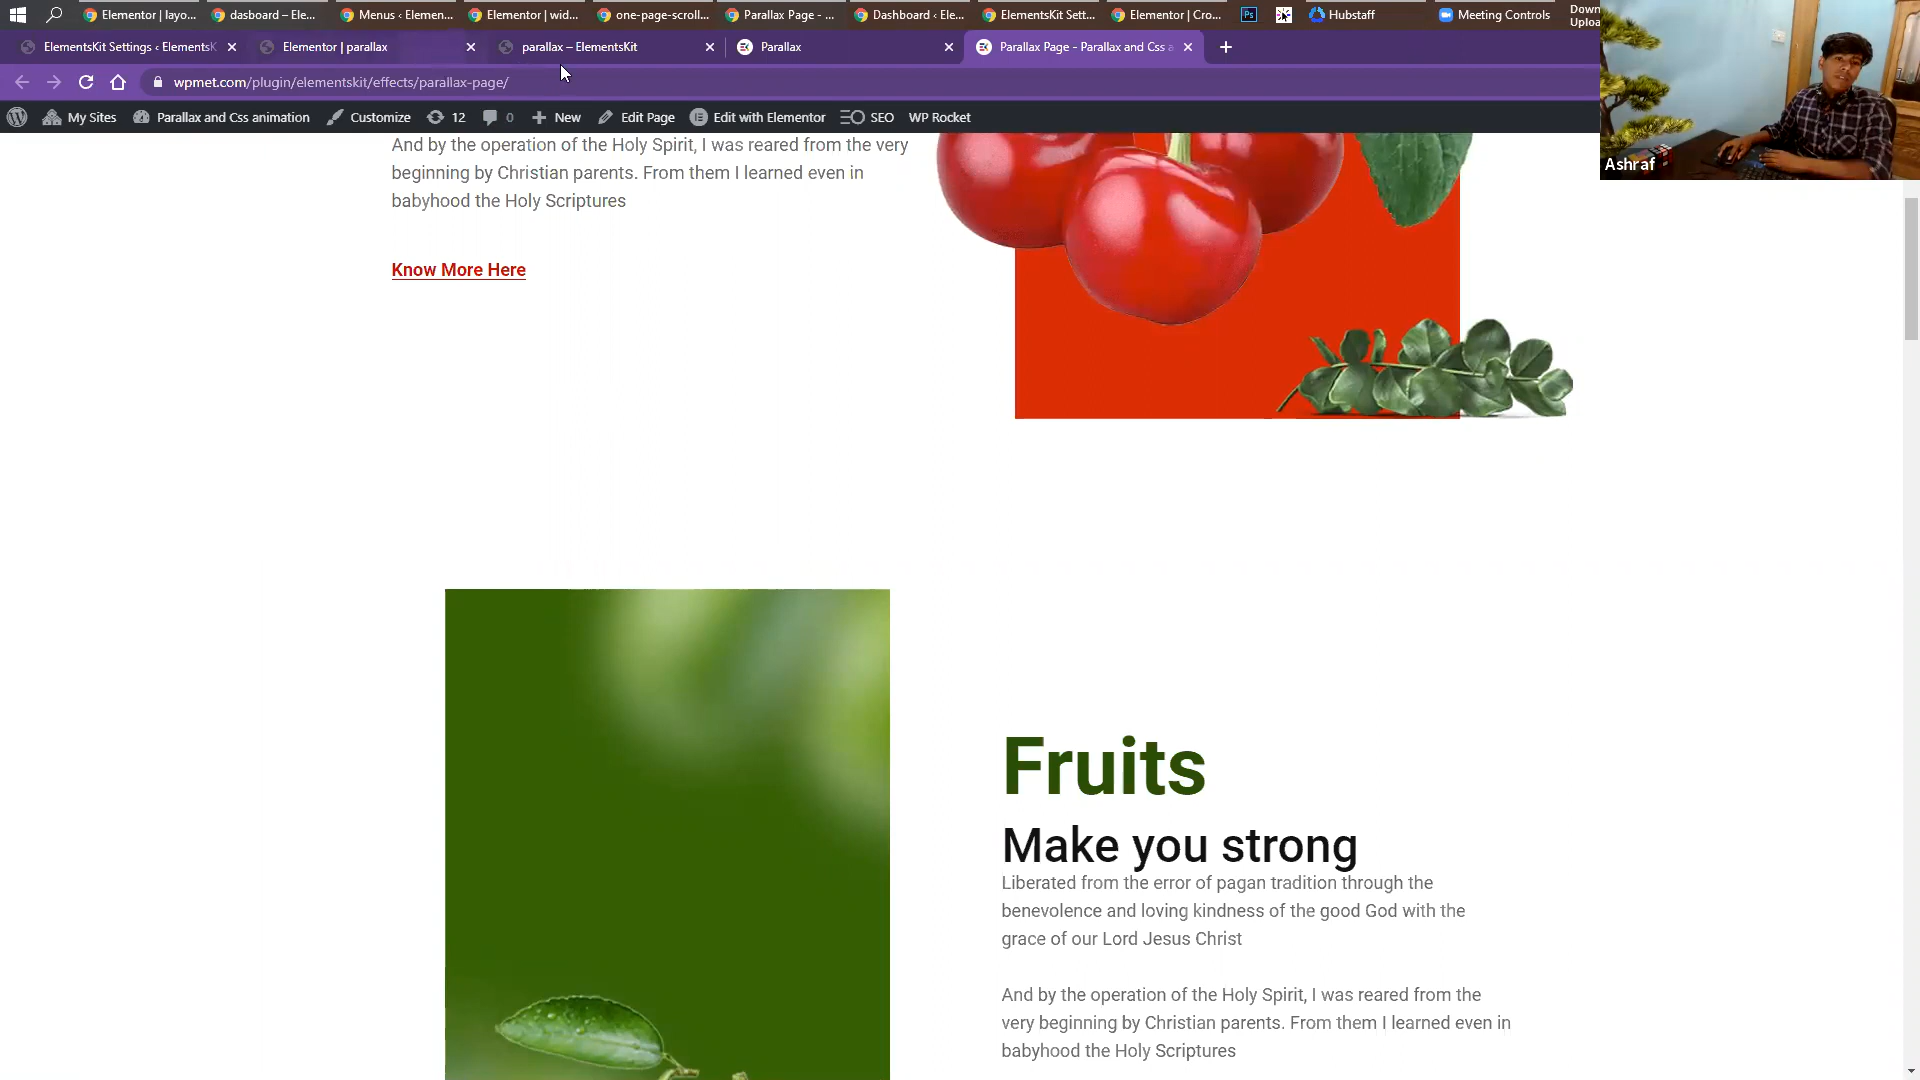 Elementor | layo... dasboard – Ele... Menus ‹ Elemen... Elementor | wid... one-page-scroll... Parallax Page - ... Dashboard ‹ Ele... ElementsKit Sett... Elementor | Cro... Ps Hubstaff Meeting Controls Down
Uploa
ElementsKit Settings ‹ ElementsK Elementor | parallax parallax – ElementsKit Parallax Parallax Page - Parallax and Css a
wpmet.com/plugin/elementskit/effects/parallax-page/
My Sites Parallax and Css animation Customize 12 0 New Edit Page Edit with Elementor SEO WP Rocket
Ashraf
And by the operation of the Holy Spirit, I was reared from the very
beginning by Christian parents. From them I learned even in
babyhood the Holy Scriptures
Know More Here
Fruits
Make you strong
Liberated from the error of pagan tradition through the
benevolence and loving kindness of the good God with the
grace of our Lord Jesus Christ
And by the operation of the Holy Spirit, I was reared from the
very beginning by Christian parents. From them I learned even in
babyhood the Holy Scriptures